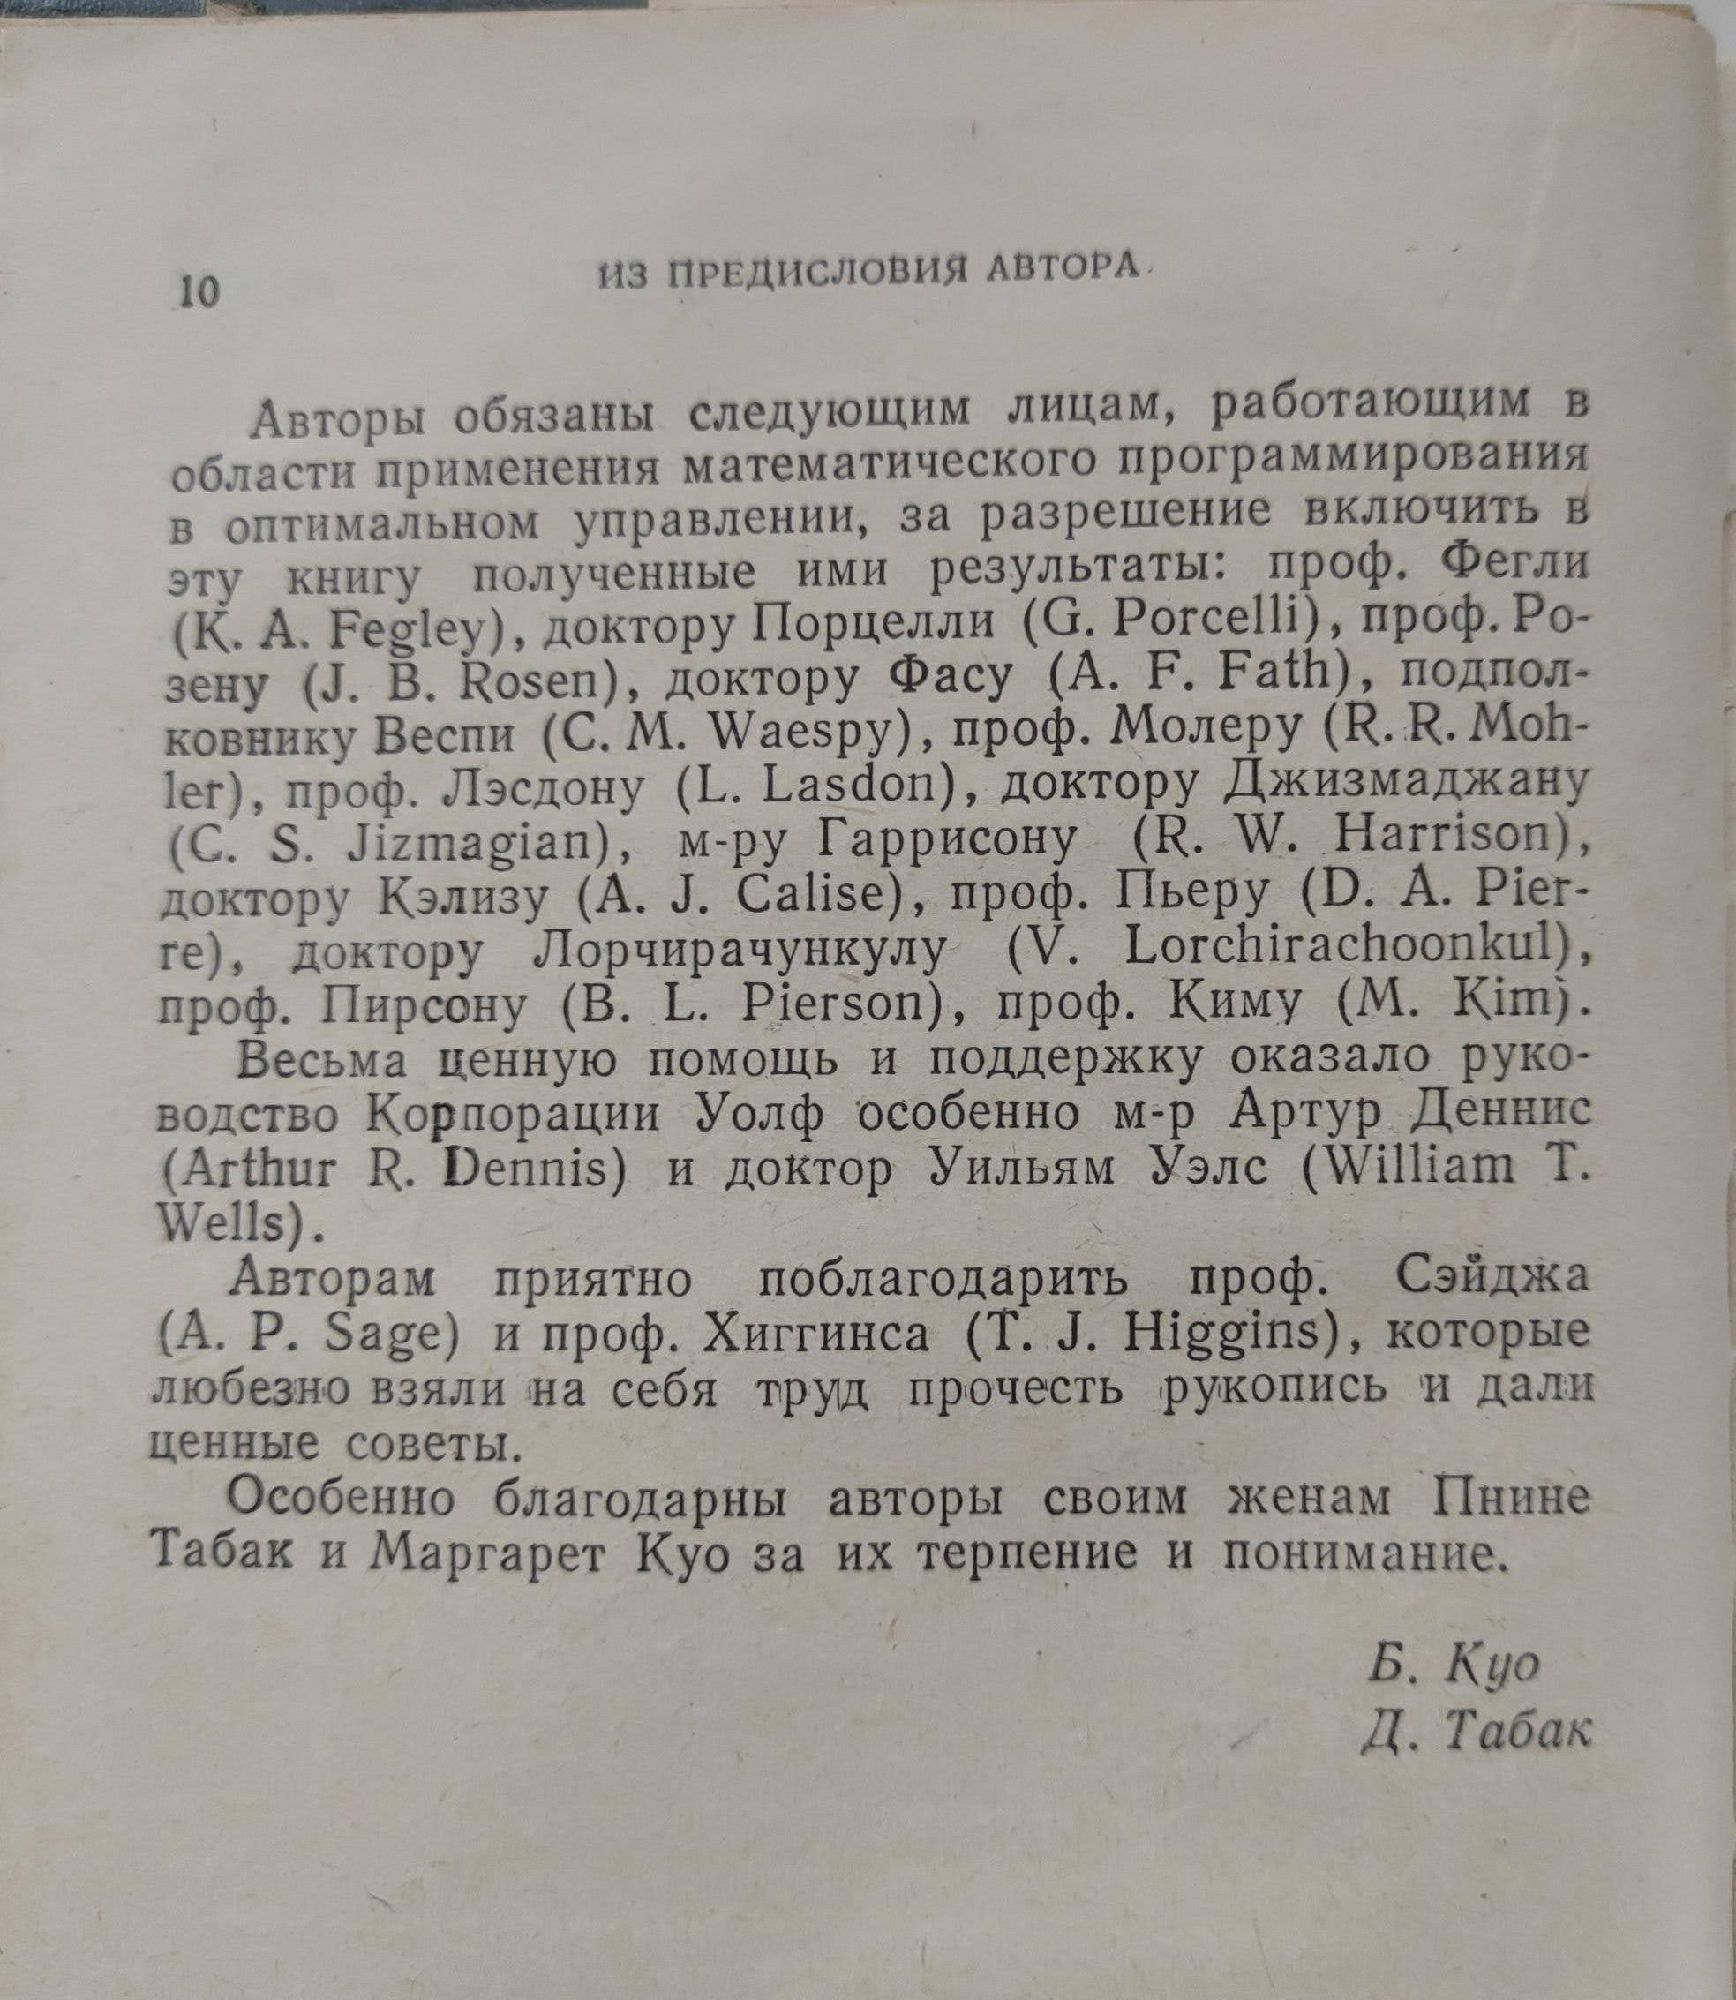 10
ИЗ ПРЕДИСЛОВИЯ АВТОРА
Авторы обязаны следующим лицам, работающим в
области применения математического программирования
в оптимальном управлении, за разрешение включить в
эту книгу полученные ими результаты: проф. Фегли
(K. A. Fegley), доктору Порцелли (G. Porcelli), проф. Ро-
зену (J. B. Rosen), доктору Фасу (A. F. Fath), подпол-
ковнику Веспи (C. M. Waespy), проф. Молеру (R. R. Moh-
ler), проф. Лэсдону (L. Lasdon), доктору Джизмаджану
(C. S. Jizmagian), м-ру Гаррисону (R. W. Harrison),
доктору Кэлизу (A. J. Calise), проф. Пьеру (D. A. Pier-
re), доктору Лорчирачункулу (V. Lorchirachoonkul),
проф. Пирсону (B. L. Pierson), проф. Киму (M. Kim).
Весьма ценную помощь и поддержку оказало руко-
водство Корпорации Уолф особенно м-р Артур Деннис
(Arthur R. Dennis) и доктор Уильям Уэлс (William T.
Wells).
Авторам приятно поблагодарить проф. Сэйджа
(A. P. Sage) и проф. Хиггинса (T. J. Higgins), которые
любезно взяли на себя труд прочесть рукопись и дали
ценные советы.
Особенно благодарны авторы своим женам Пнине
Табак и Маргарет Куо за их терпение и понимание.
Б. Куо
Д. Табак